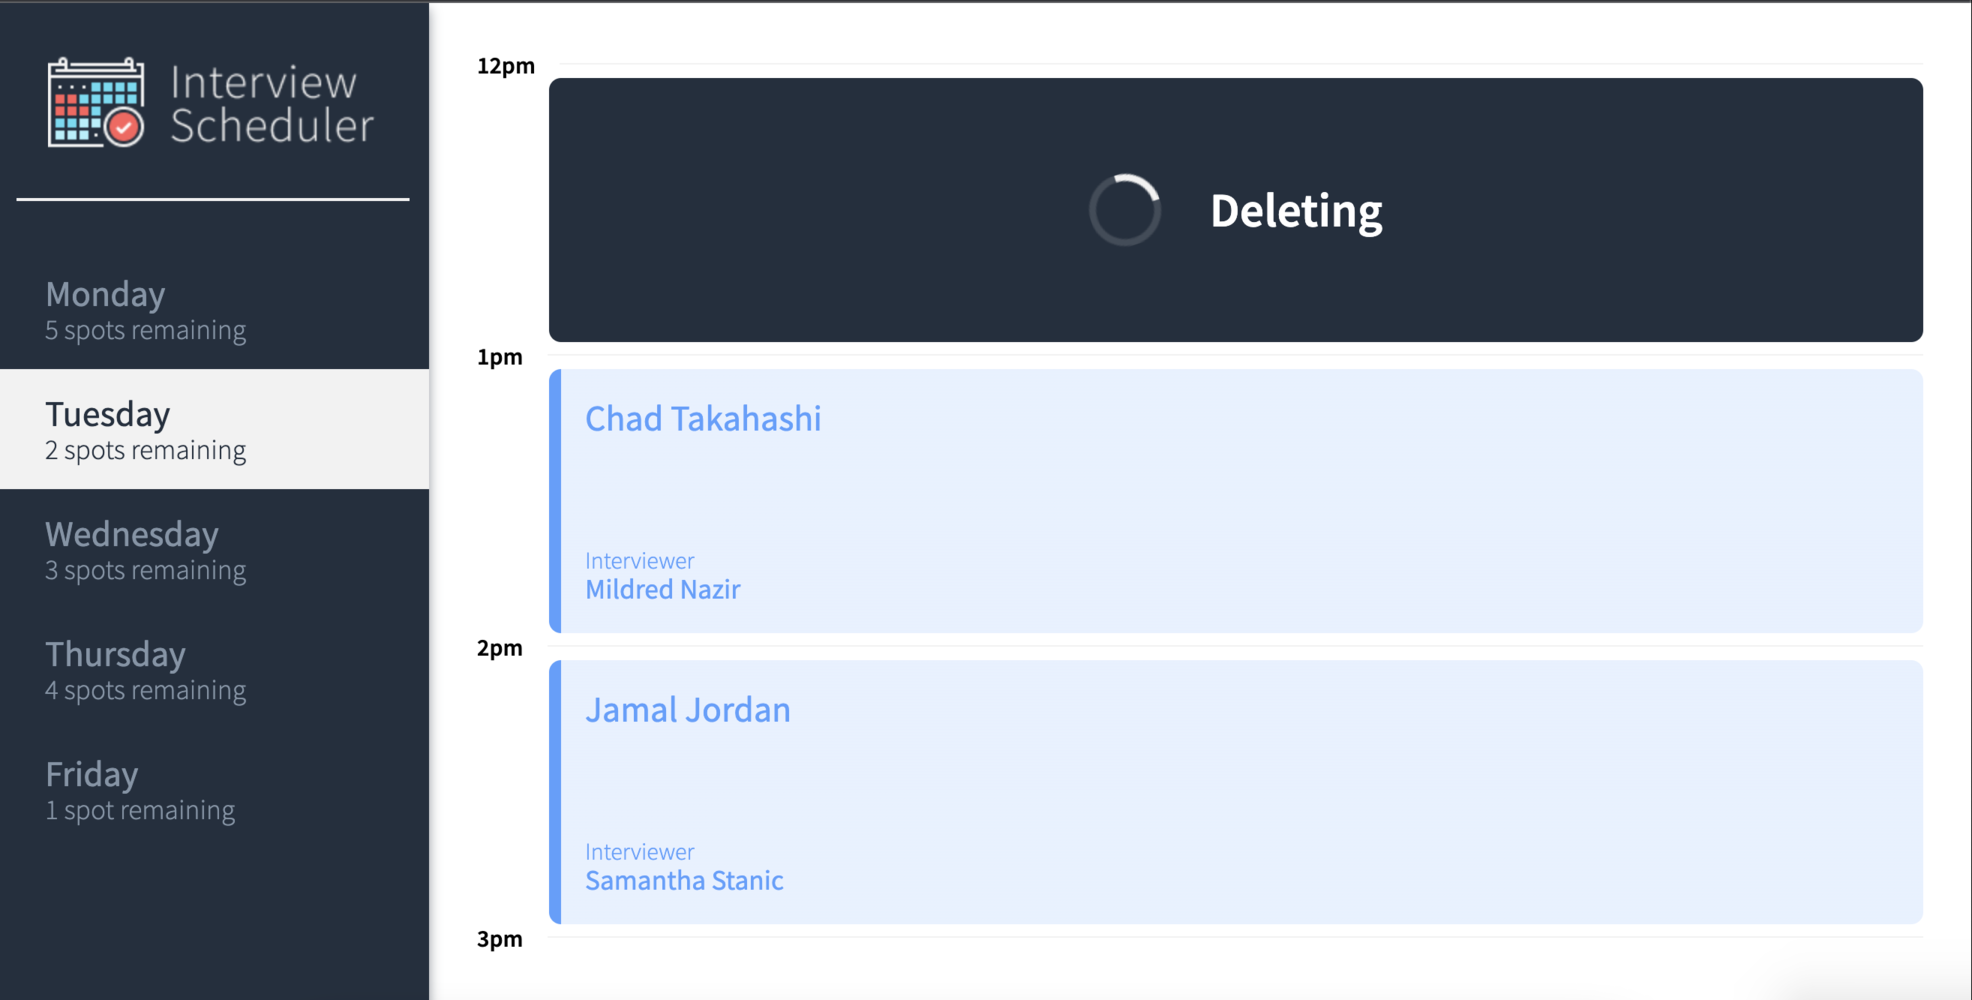 Interview
Scheduler
Monday
5 spots remaining
Tuesday
2 spots remaining
Wednesday
3 spots remaining
Thursday
4 spots remaining
Friday
1 spot remaining
12pm
Deleting
1pm
Chad Takahashi
Interviewer
Mildred Nazir
2pm
Jamal Jordan
Interviewer
Samantha Stanic
3pm